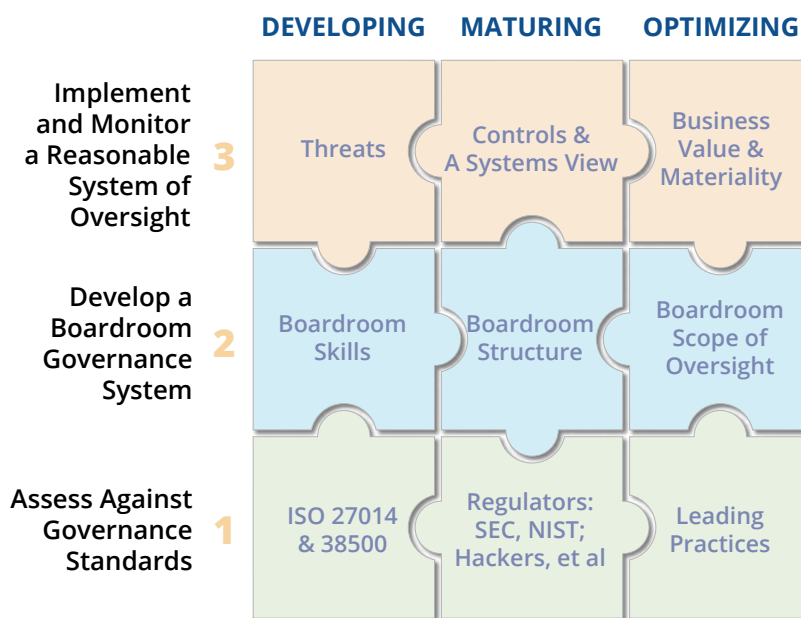 DEVELOPING MATURING OPTIMIZING
Implement
and Monitor
a Reasonable
System of
Oversight
3
Threats
Controls &
A Systems View
Business
Value &
Materiality
Develop a
Boardroom
Governance
System
2
Boardroom
Skills
Boardroom
Structure
Boardroom
Scope of
Oversight
Assess Against
Governance
Standards
1
ISO 27014
& 38500
Regulators:
SEC, NIST;
Hackers, et al
Leading
Practices